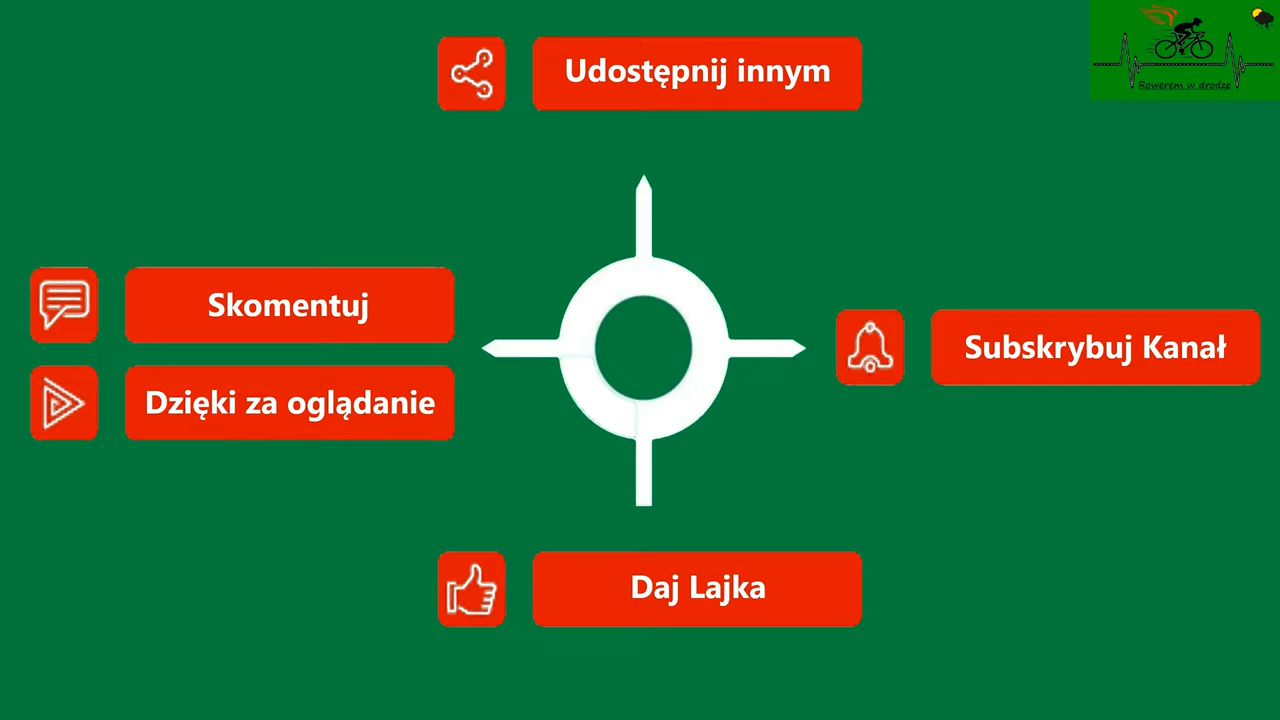 Udostępnij innym
Rowerem w drodze
Skomentuj
Dzięki za oglądanie
Subskrybuj Kanał
Daj Lajka